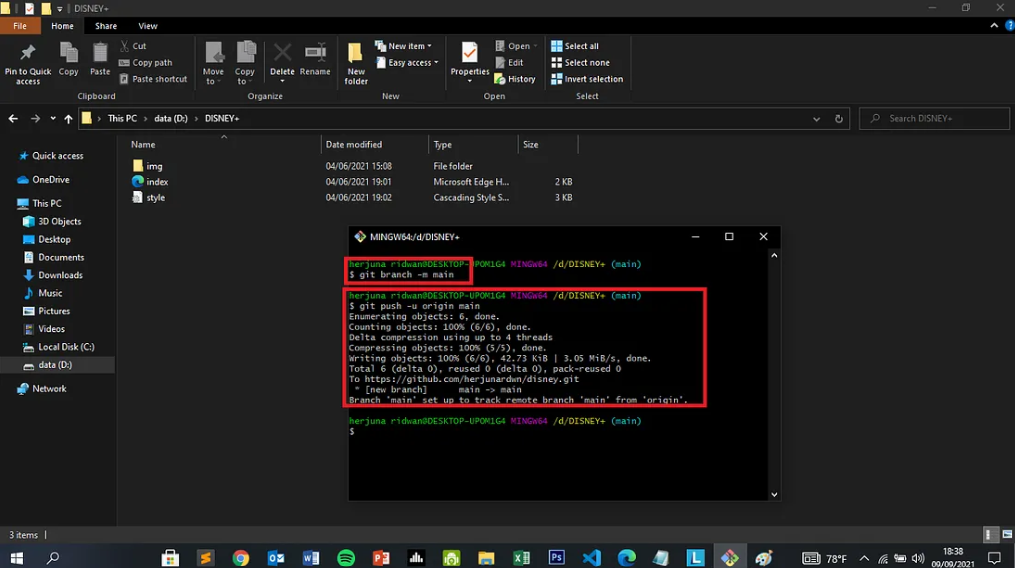 DISNEY+
File Home Share View
Pin to Quick access
Copy
Paste
Cut
Copy path
Paste shortcut
Clipboard
Move to
Copy to
Delete
Rename
Organize
New folder
New item
Easy access
New
Properties
Open
Edit
History
Open
Select all
Select none
Invert selection
Select
This PC › data (D:) › DISNEY+
Search DISNEY+
Name Date modified Type Size
img 04/06/2021 15:08 File folder
index 04/06/2021 19:01 Microsoft Edge H... 2 KB
style 04/06/2021 19:02 Cascading Style S... 3 KB
Quick access
OneDrive
This PC
3D Objects
Desktop
Documents
Downloads
Music
Pictures
Videos
Local Disk (C:)
data (D:)
Network
MINGW64:/d/DISNEY+
herjuna ridwan@DESKTOP-UPOM1G4 MINGW64 /d/DISNEY+ (main)
$ git branch -m main
herjuna ridwan@DESKTOP-UPOM1G4 MINGW64 /d/DISNEY+ (main)
$ git push -u origin main
Enumerating objects: 6, done.
Counting objects: 100% (6/6), done.
Delta compression using up to 4 threads
Compressing objects: 100% (5/5), done.
Writing objects: 100% (6/6), 42.73 KiB | 3.05 MiB/s, done.
Total 6 (delta 0), reused 0 (delta 0), pack-reused 0
To https://github.com/herjunardwn/disney.git
* [new branch] main -> main
Branch 'main' set up to track remote branch 'main' from 'origin'.
herjuna ridwan@DESKTOP-UPOM1G4 MINGW64 /d/DISNEY+ (main)
$
3 items
78°F
18:38
09/09/2021